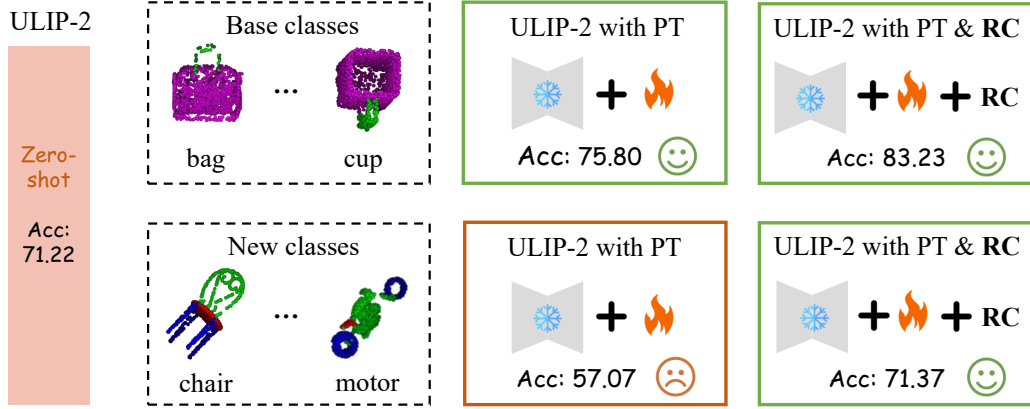 ULIP-2
Zero-
shot
Acc:
71.22
Base classes
...
bag
cup
ULIP-2 with PT
+
Acc: 75.80
ULIP-2 with PT & RC
+ + RC
Acc: 83.23
New classes
...
chair
motor
ULIP-2 with PT
+
Acc: 57.07
ULIP-2 with PT & RC
+ + RC
Acc: 71.37